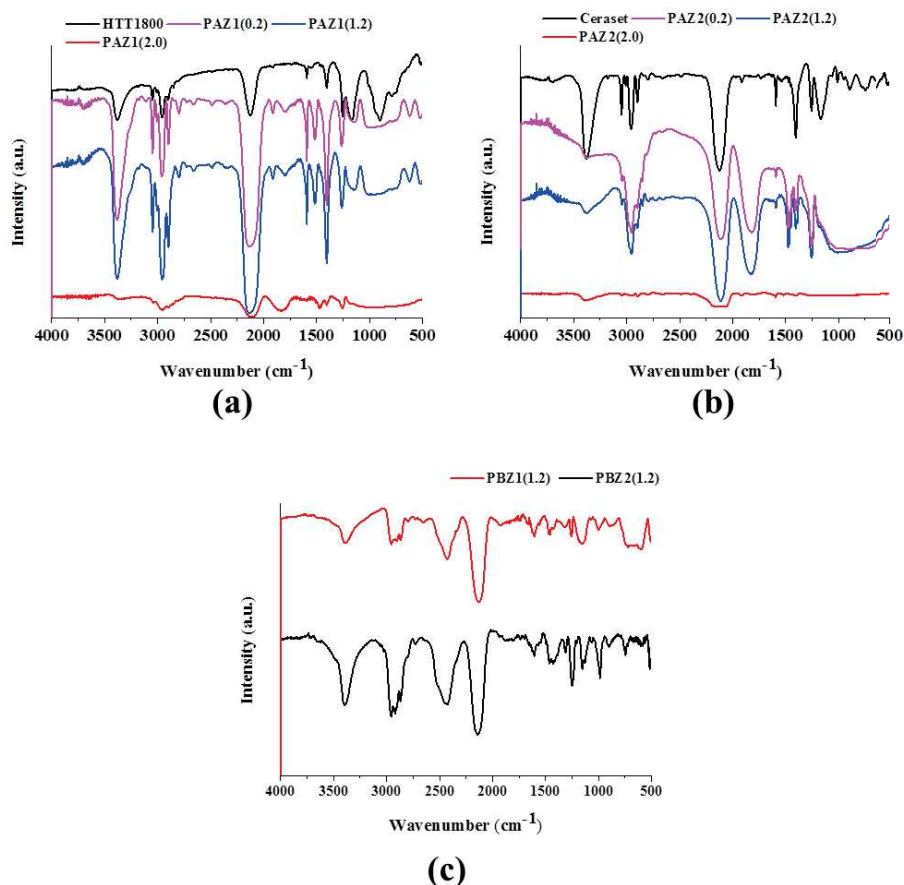 HTT1800 PAZ1(0.2) PAZ1(1.2)
PAZ1(2.0)
Intensity (a.u.)
4000 3500 3000 2500 2000 1500 1000 500
Wavenumber (cm-1)
(a)
Ceraset PAZ2(0.2) PAZ2(1.2)
PAZ2(2.0)
Intensity (a.u.)
4000 3500 3000 2500 2000 1500 1000 500
Wavenumber (cm-1)
(b)
PBZ1(1.2) PBZ2(1.2)
Intensity (a.u.)
4000 3500 3000 2500 2000 1500 1000 500
Wavenumber (cm-1)
(c)